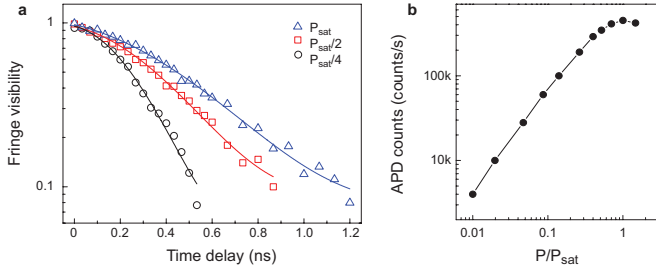 a
1
0.1
Fringe visibility
P_sat
P_sat/2
P_sat/4
0.0 0.2 0.4 0.6 0.8 1.0 1.2
Time delay (ns)
b
100k
10k
APD counts (counts/s)
0.01 0.1 1
P/P_sat